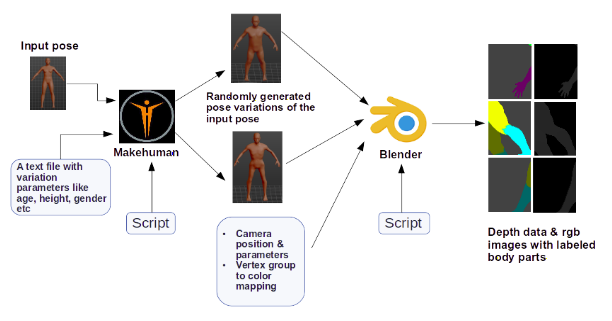 Input pose
Randomly generated
pose variations of the
input pose
Makehuman
A text file with
variation
parameters like
age, height, gender
etc
Script
Blender
Script
• Camera
position &
parameters
• Vertex group
to color
mapping
Depth data & rgb
images with labeled
body parts